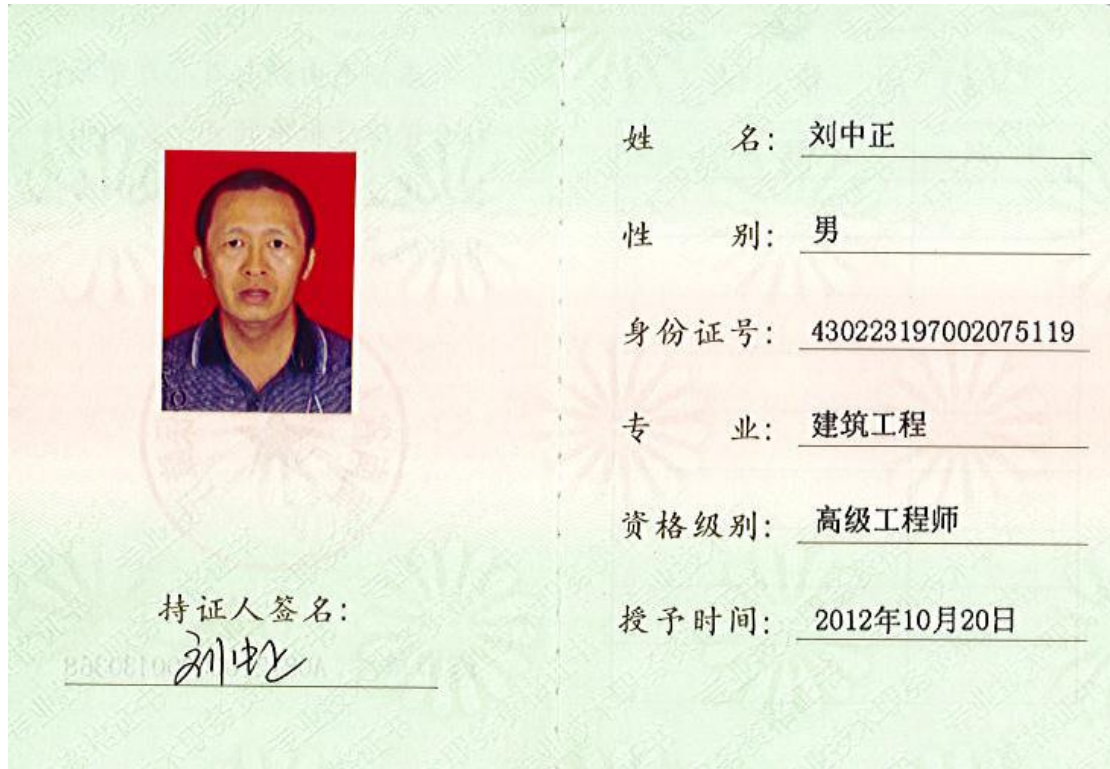 姓名：刘中正
性别：男
身份证号：430223197002075119
专业：建筑工程
资格级别：高级工程师
授予时间：2012年10月20日
持证人签名：
刘中正